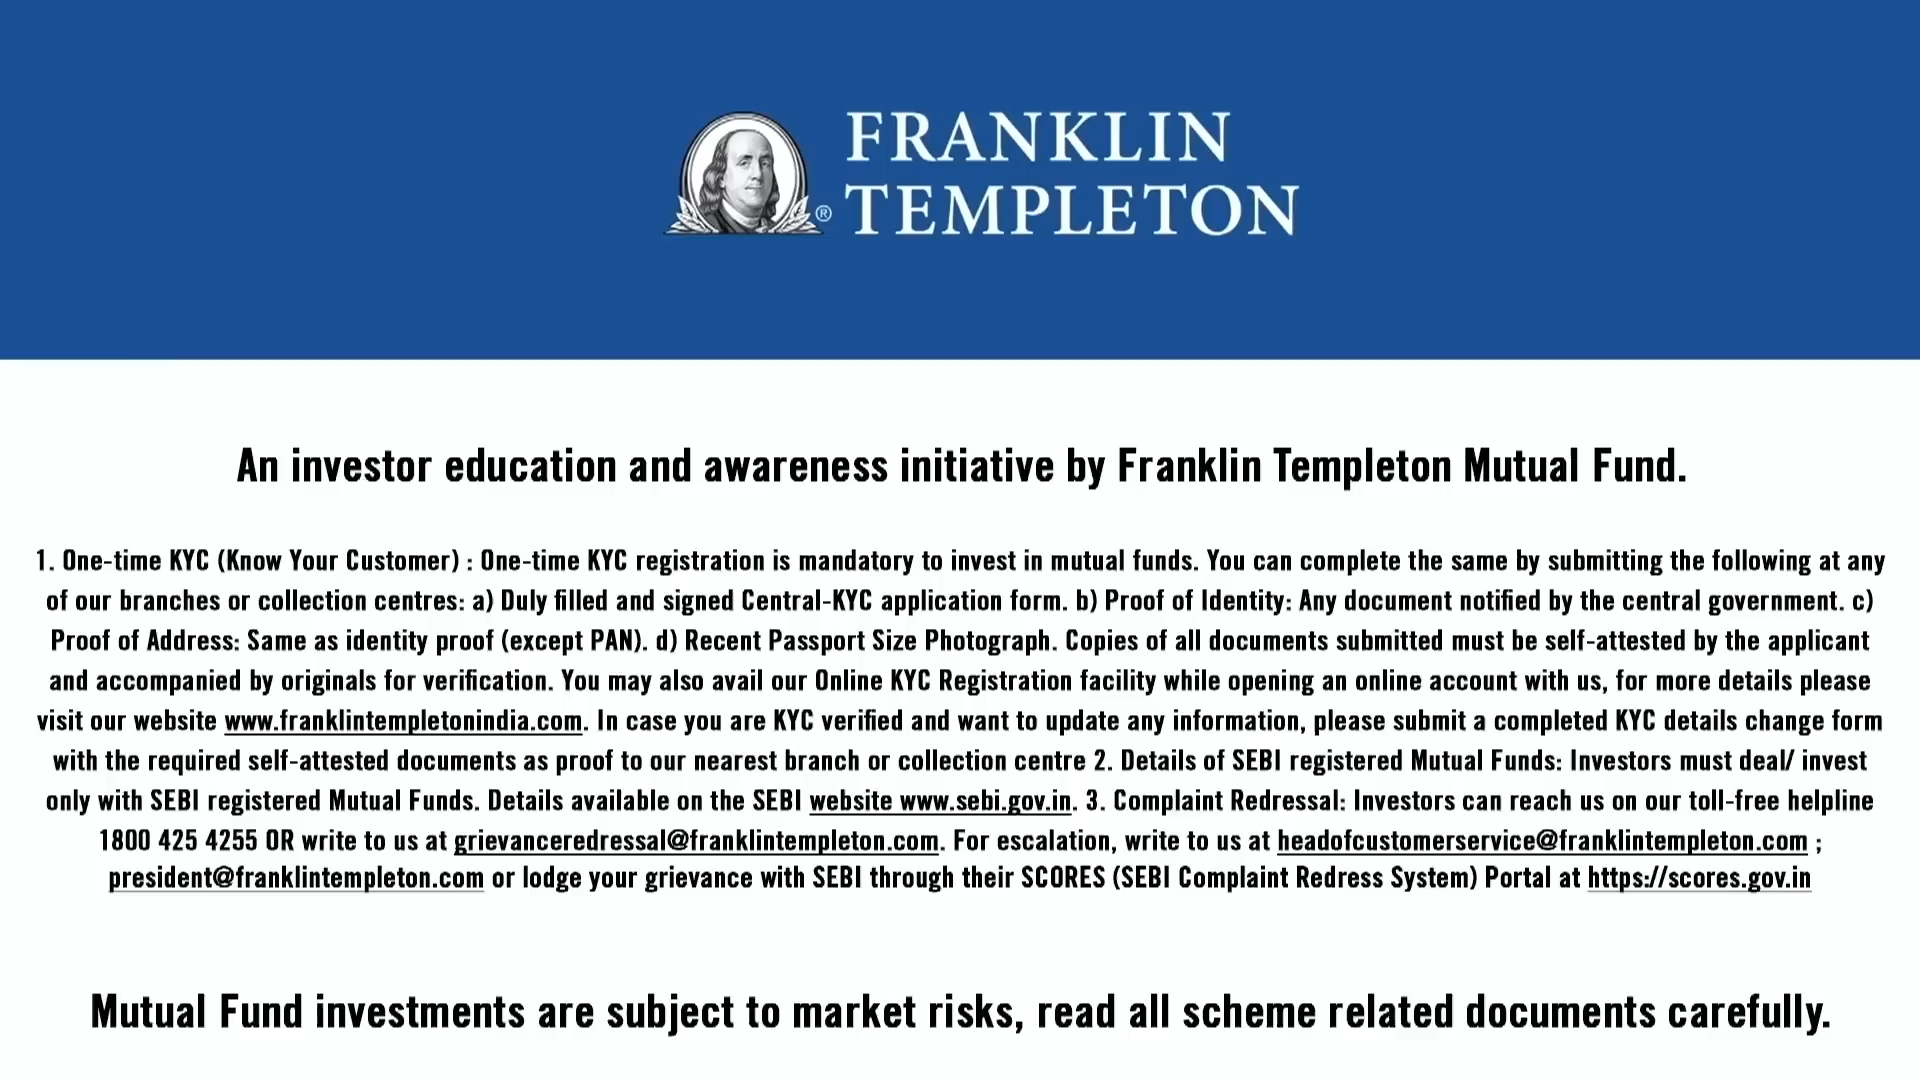 FRANKLIN
TEMPLETON
®
An investor education and awareness initiative by Franklin Templeton Mutual Fund.
1. One-time KYC (Know Your Customer) : One-time KYC registration is mandatory to invest in mutual funds. You can complete the same by submitting the following at any
of our branches or collection centres: a) Duly filled and signed Central-KYC application form. b) Proof of Identity: Any document notified by the central government. c)
Proof of Address: Same as identity proof (except PAN). d) Recent Passport Size Photograph. Copies of all documents submitted must be self-attested by the applicant
and accompanied by originals for verification. You may also avail our Online KYC Registration facility while opening an online account with us, for more details please
visit our website www.franklintempletonindia.com. In case you are KYC verified and want to update any information, please submit a completed KYC details change form
with the required self-attested documents as proof to our nearest branch or collection centre 2. Details of SEBI registered Mutual Funds: Investors must deal/ invest
only with SEBI registered Mutual Funds. Details available on the SEBI website www.sebi.gov.in. 3. Complaint Redressal: Investors can reach us on our toll-free helpline
1800 425 4255 OR write to us at grievanceredressal@franklintempleton.com. For escalation, write to us at headofcustomerservice@franklintempleton.com ;
president@franklintempleton.com or lodge your grievance with SEBI through their SCORES (SEBI Complaint Redress System) Portal at https://scores.gov.in
Mutual Fund investments are subject to market risks, read all scheme related documents carefully.